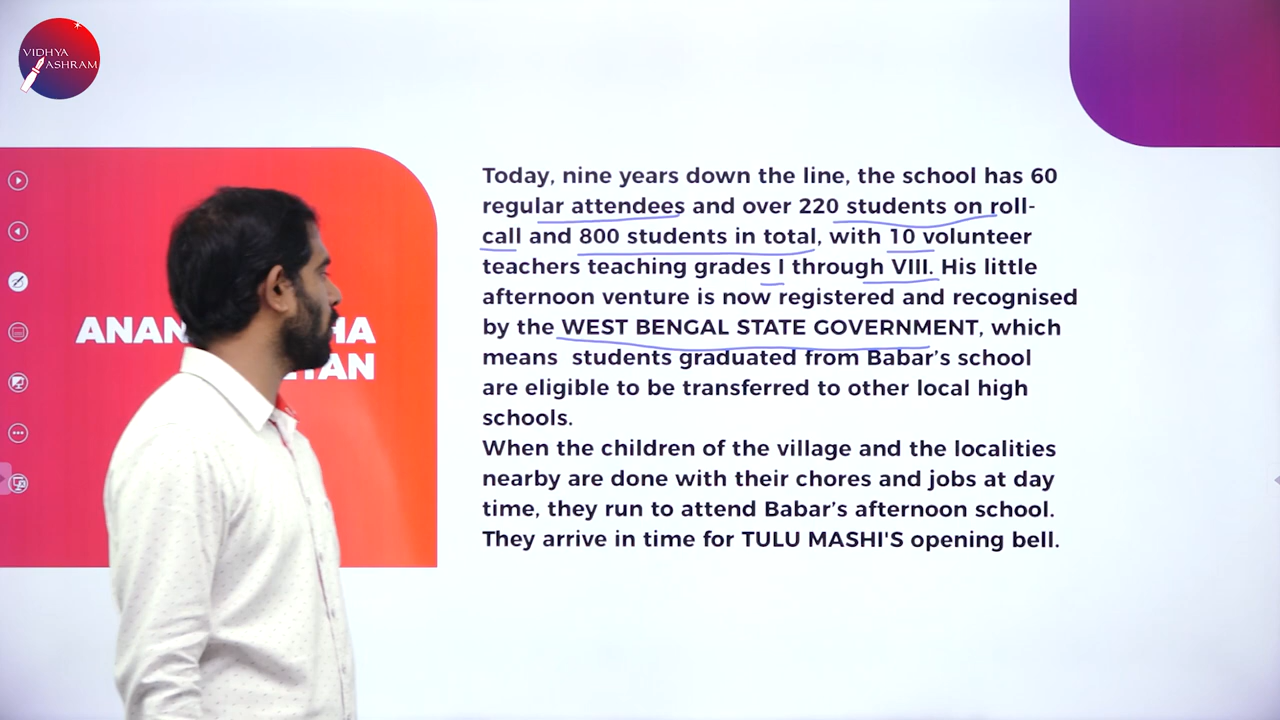 VIDHYA
ASHRAM
Today, nine years down the line, the school has 60
regular attendees and over 220 students on roll-
call and 800 students in total, with 10 volunteer
teachers teaching grades I through VIII. His little
afternoon venture is now registered and recognised
by the WEST BENGAL STATE GOVERNMENT, which
means students graduated from Babar's school
are eligible to be transferred to other local high
schools.
When the children of the village and the localities
nearby are done with their chores and jobs at day
time, they run to attend Babar's afternoon school.
They arrive in time for TULU MASHI'S opening bell.